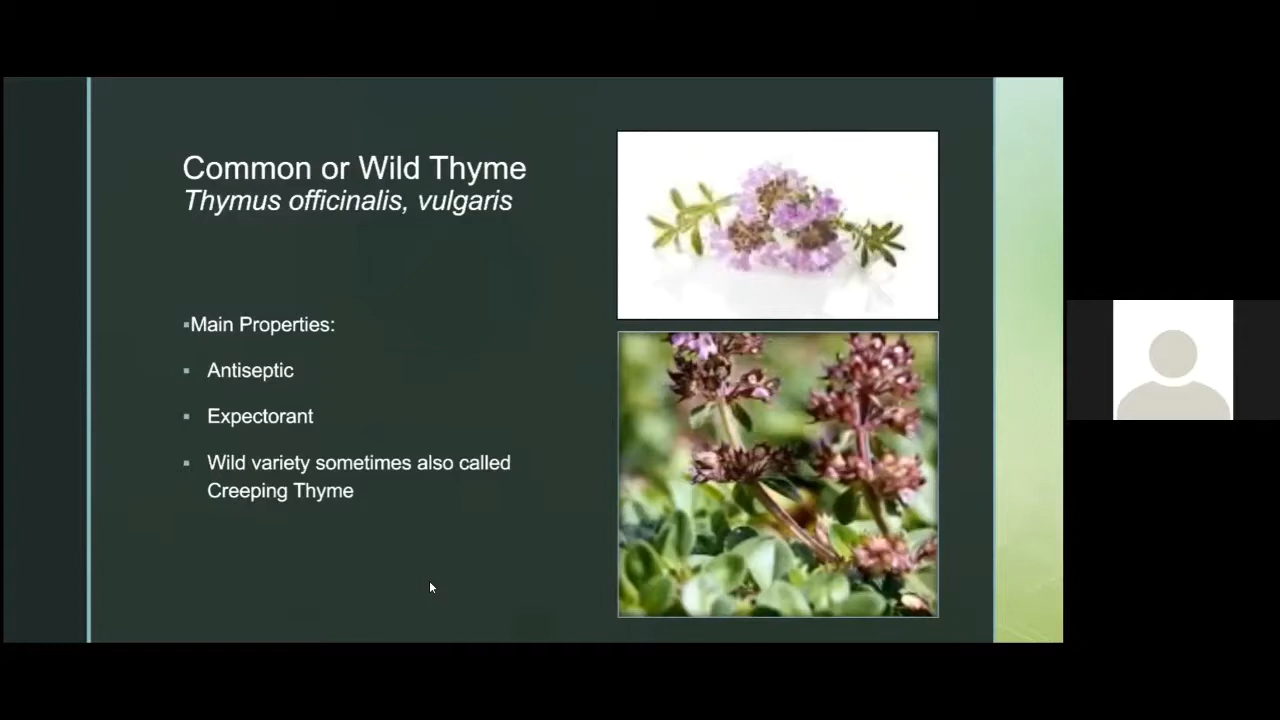 Common or Wild Thyme
Thymus officinalis, vulgaris
▪Main Properties:
▪ Antiseptic
▪ Expectorant
▪ Wild variety sometimes also called
Creeping Thyme